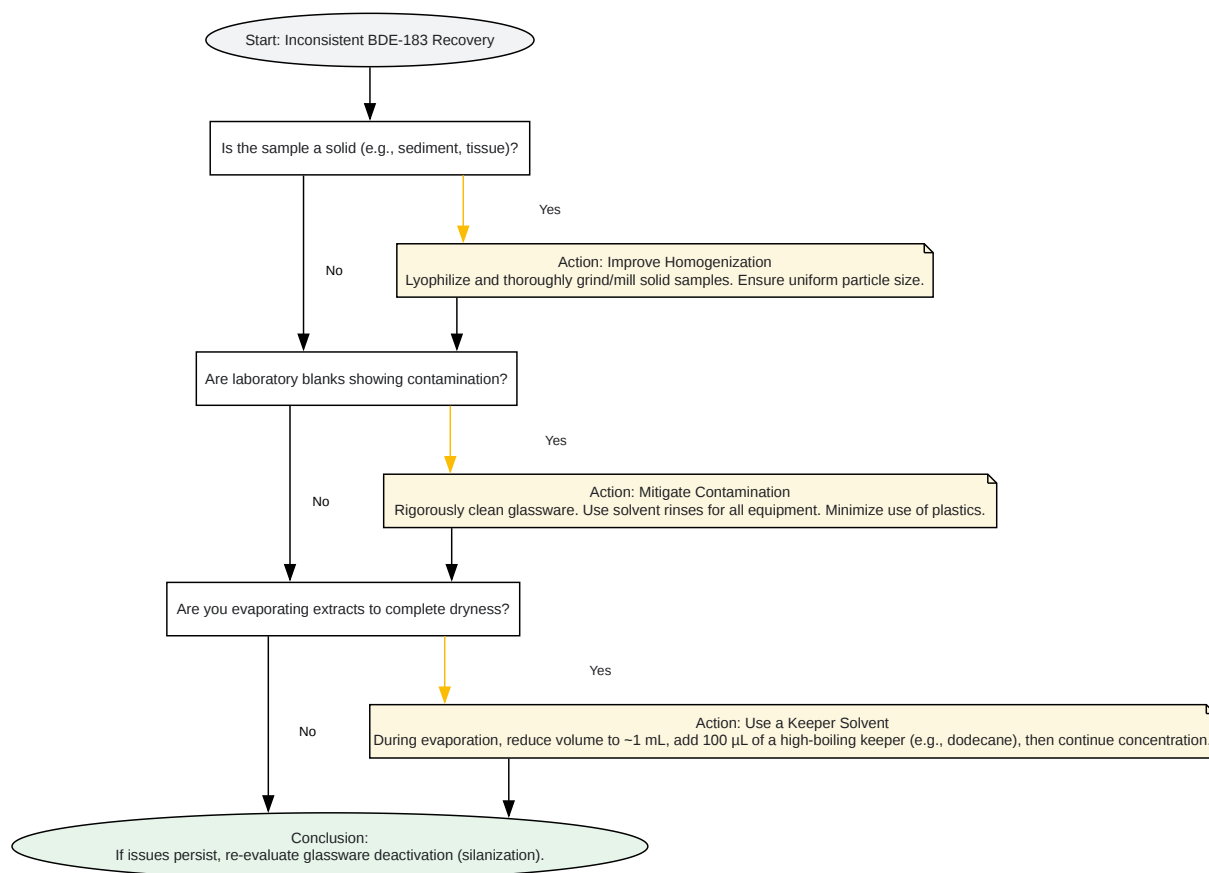 Start: Inconsistent BDE-183 Recovery
Is the sample a solid (e.g., sediment, tissue)?
Yes
No
Action: Improve Homogenization
Lyophilize and thoroughly grind/mill solid samples. Ensure uniform particle size.
Are laboratory blanks showing contamination?
Yes
No
Action: Mitigate Contamination
Rigorously clean glassware. Use solvent rinses for all equipment. Minimize use of plastics.
Are you evaporating extracts to complete dryness?
Yes
No
Action: Use a Keeper Solvent
During evaporation, reduce volume to ~1 mL, add 100 µL of a high-boiling keeper (e.g., dodecane), then continue concentration.
Conclusion:
If issues persist, re-evaluate glassware deactivation (silanization).